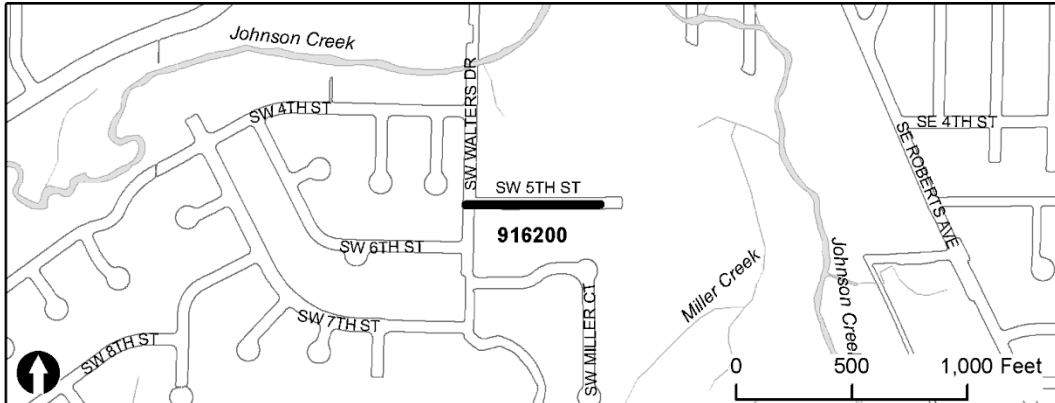 Johnson Creek
SW WALTERS DR
SW 4TH ST
SE 4TH ST
SE ROBERTS AVE
SW 5TH ST
916200
SW 6TH ST
Johnson Creek
Miller Creek
SW 7TH ST
SW MILLER CT
SW 8TH ST
0 500 1,000 Feet